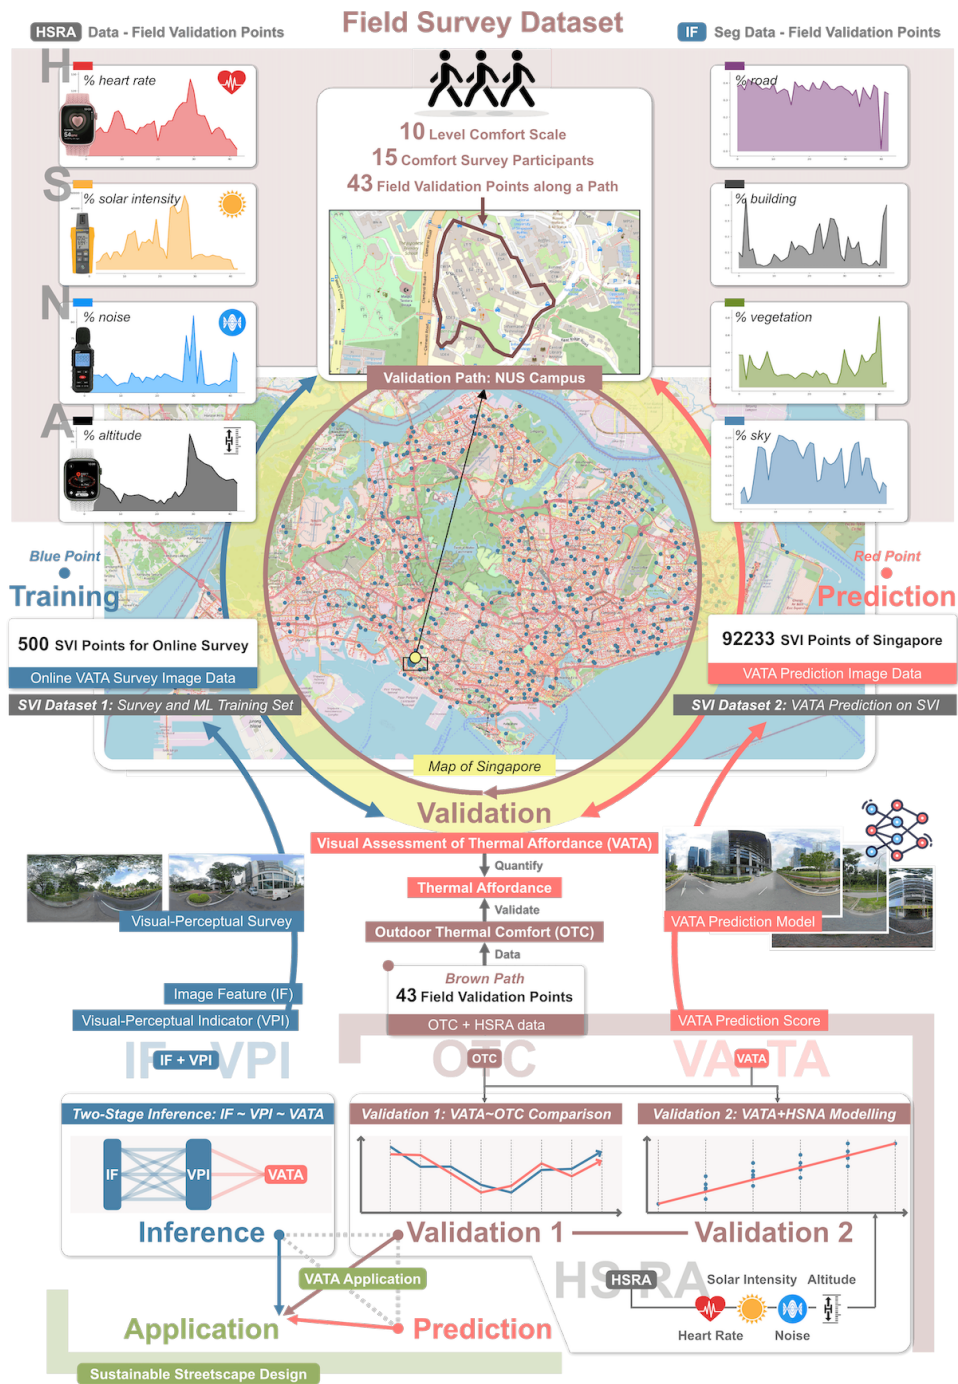 Field Survey Dataset
HSRA Data - Field Validation Points
IF Seg Data - Field Validation Points
H
% heart rate
S
% solar intensity
N
% noise
A
% altitude
10 Level Comfort Scale
15 Comfort Survey Participants
43 Field Validation Points along a Path
Validation Path: NUS Campus
% road
% building
% vegetation
% sky
Blue Point
Training
500 SVI Points for Online Survey
Online VATA Survey Image Data
SVI Dataset 1: Survey and ML Training Set
Red Point
Prediction
92233 SVI Points of Singapore
VATA Prediction Image Data
SVI Dataset 2: VATA Prediction on SVI
Map of Singapore
Validation
Visual Assessment of Thermal Affordance (VATA)
Quantify
Thermal Affordance
Validate
Outdoor Thermal Comfort (OTC)
Data
Brown Path
43 Field Validation Points
OTC + HSRA data
Visual-Perceptual Survey
Image Feature (IF)
Visual-Perceptual Indicator (VPI)
VATA Prediction Model
VATA Prediction Score
IF VPI
IF + VPI
OTC
OTC
VATA
VATA
Two-Stage Inference: IF ~ VPI ~ VATA
IF
VPI
VATA
Inference
Validation 1: VATA~OTC Comparison
Validation 1
Validation 2: VATA+HSNA Modelling
Validation 2
VATA Application
Application
Prediction
Sustainable Streetscape Design
HSRA
HSRA
Solar Intensity
Altitude
Heart Rate
Noise